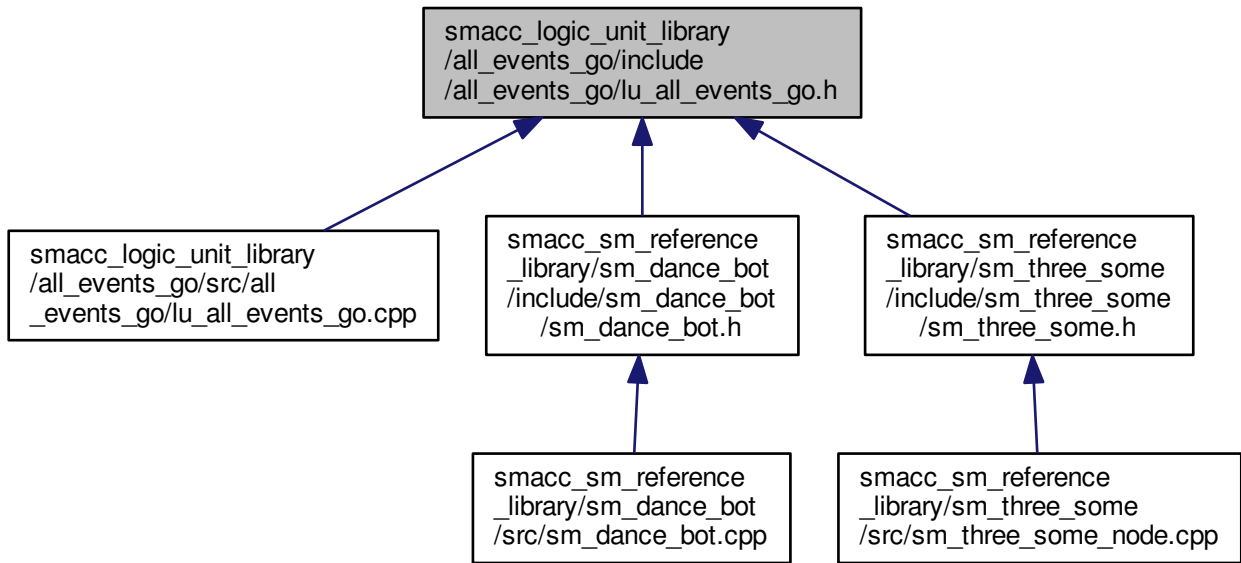 smacc_logic_unit_library
/all_events_go/include
/all_events_go/lu_all_events_go.h
smacc_logic_unit_library
/all_events_go/src/all
_events_go/lu_all_events_go.cpp
smacc_sm_reference
_library/sm_dance_bot
/include/sm_dance_bot
/sm_dance_bot.h
smacc_sm_reference
_library/sm_three_some
/include/sm_three_some
/sm_three_some.h
smacc_sm_reference
_library/sm_dance_bot
/src/sm_dance_bot.cpp
smacc_sm_reference
_library/sm_three_some
/src/sm_three_some_node.cpp